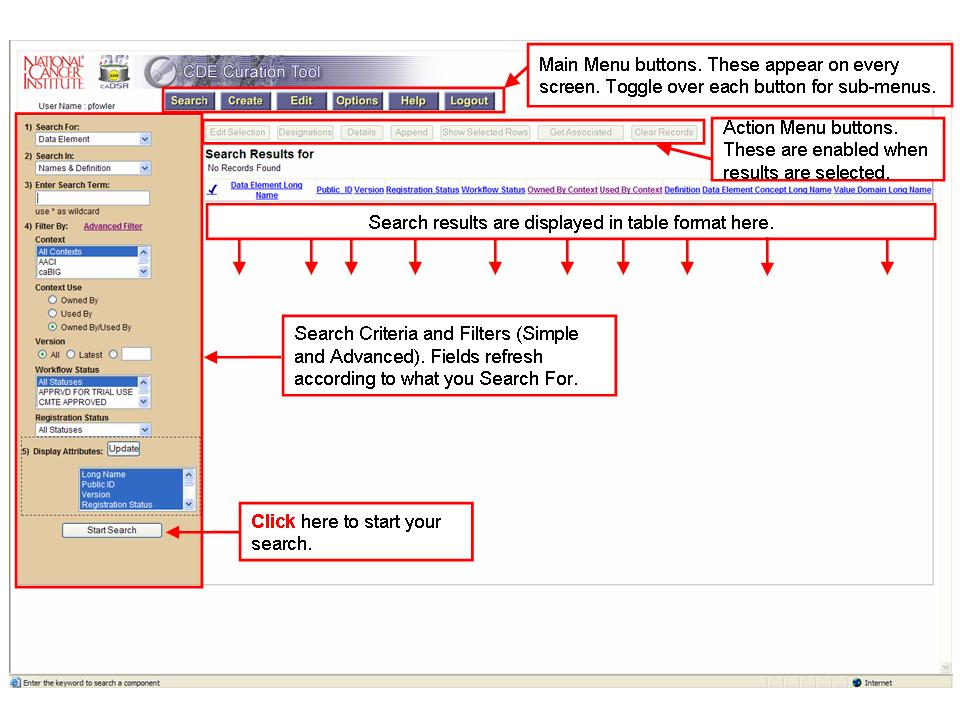 NATIONAL
CANCER
INSTITUTE
caDSR
CDE Curation Tool
User Name : pfowler
Search Create Edit Options Help Logout
Main Menu buttons. These appear on every
screen. Toggle over each button for sub-menus.
Edit Selection Designations Details Append Show Selected Rows Get Associated Clear Records
Action Menu buttons.
These are enabled when
results are selected.
Search Results for
No Records Found
Data Element Long
Name
Public_ID Version Registration Status Workflow Status Owned By Context Used By Context Definition Data Element Concept Long Name Value Domain Long Name
Search results are displayed in table format here.
1) Search For:
Data Element
2) Search In:
Names & Definition
3) Enter Search Term:
use * as wildcard
4) Filter By: Advanced Filter
Context
All Contexts
AACI
caBIG
Context Use
Owned By
Used By
Owned By/Used By
Version
All Latest
Workflow Status
All Statuses
APPRVD FOR TRIAL USE
CMTE APPROVED
Registration Status
All Statuses
5) Display Attributes: Update
Long Name
Public ID
Version
Registration Status
Start Search
Search Criteria and Filters (Simple
and Advanced). Fields refresh
according to what you Search For.
Click here to start your
search.
Enter the keyword to search a component
Internet